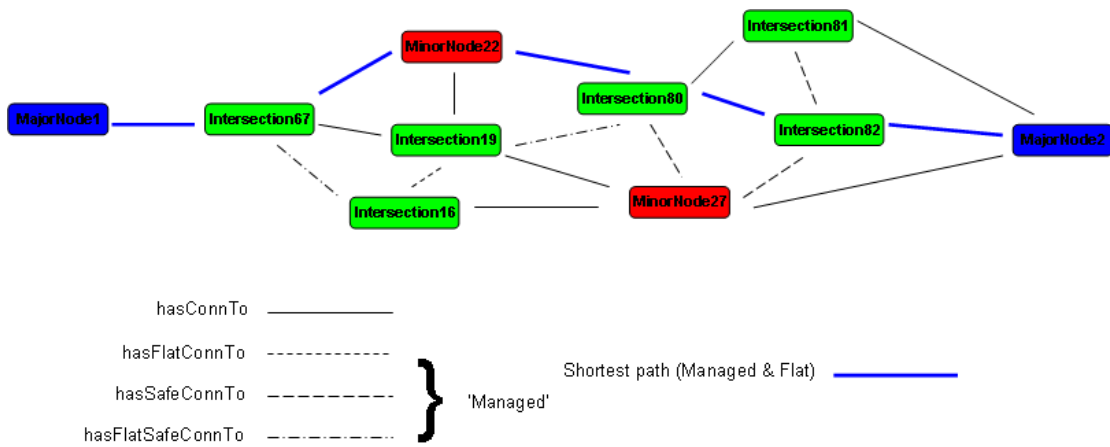 Intersection81
MinorNode22
Intersection80
MajorNode1
Intersection67
Intersection82
Intersection19
MajorNode2
MinorNode27
Intersection16
hasConnTo
hasFlatConnTo
Shortest path (Managed & Flat)
hasSafeConnTo
} 'Managed'
hasFlatSafeConnTo